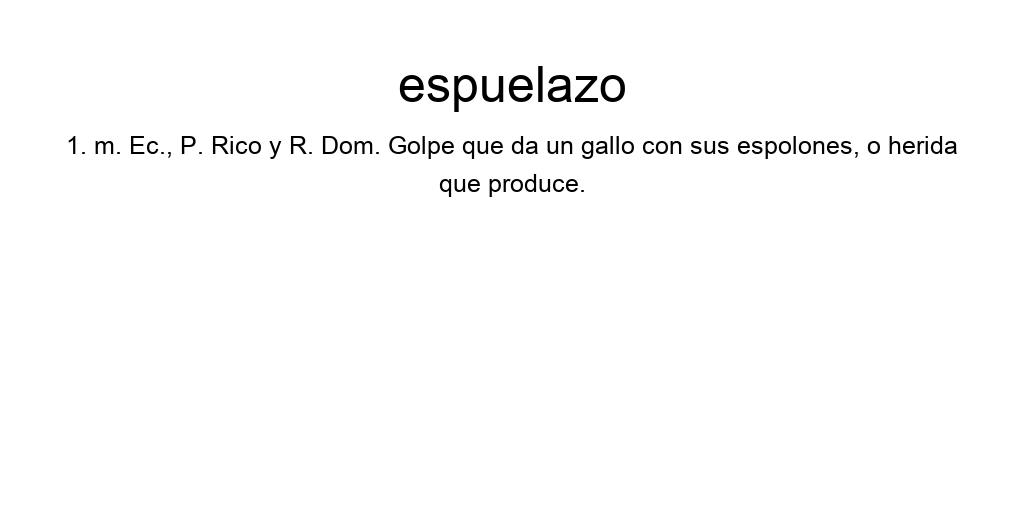 espuelazo
1. m. Ec., P. Rico y R. Dom. Golpe que da un gallo con sus espolones, o herida
que produce.